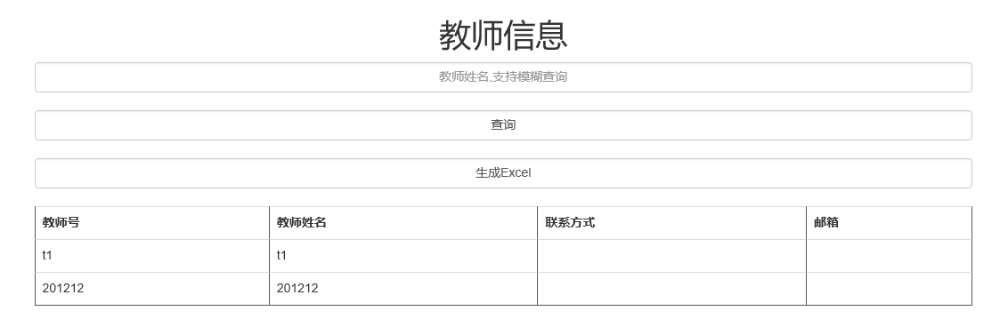 教师信息
教师姓名,支持模糊查询
查询
生成Excel
教师号 教师姓名 联系方式 邮箱
t1 t1
201212 201212